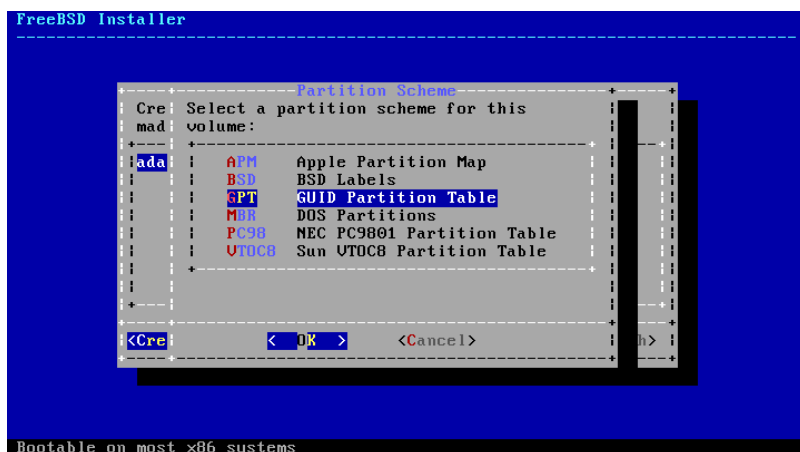 FreeBSD Installer
Partition Scheme
Cre Select a partition scheme for this
mad volume:
ada APM Apple Partition Map
BSD BSD Labels
GPT GUID Partition Table
MBR DOS Partitions
PC98 NEC PC9801 Partition Table
VTOC8 Sun VTOC8 Partition Table
<Cre < OK > <Cancel> h>
Bootable on most x86 systems